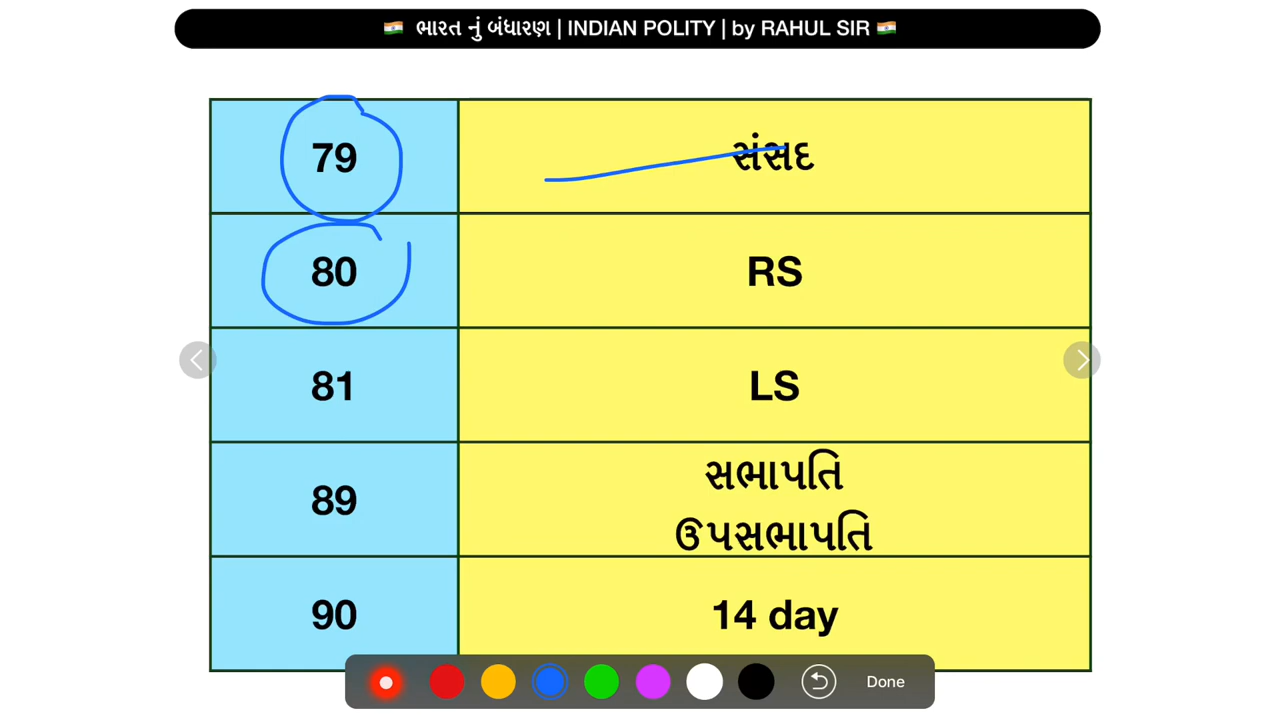 🇮🇳 ભારત નું બંધારણ | INDIAN POLITY | by RAHUL SIR 🇮🇳
79 સંસદ
80 RS
81 LS
89 સભાપતિ
ઉપસભાપતિ
90 14 day
Done